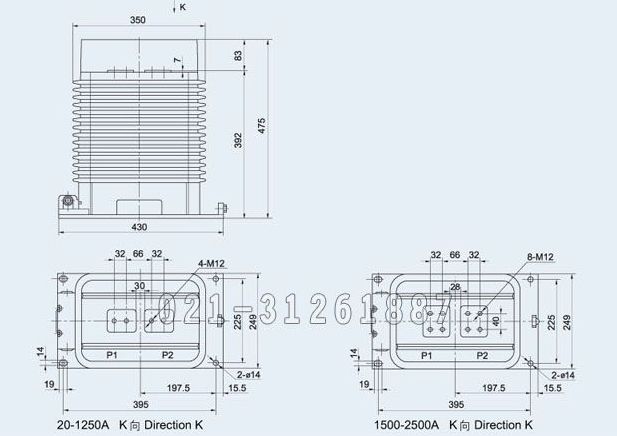 K
350
83
7
392
475
430
32 66 32
4-M12
30
225
249
P1 P2
14
19
2-ø14
197.5
15.5
395
20-1250A K 向 Direction K
32 66 32
8-M12
28
40
225
249
P1 P2
14
19
2-ø14
197.5
15.5
395
1500-2500A K 向 Direction K
021-31261887